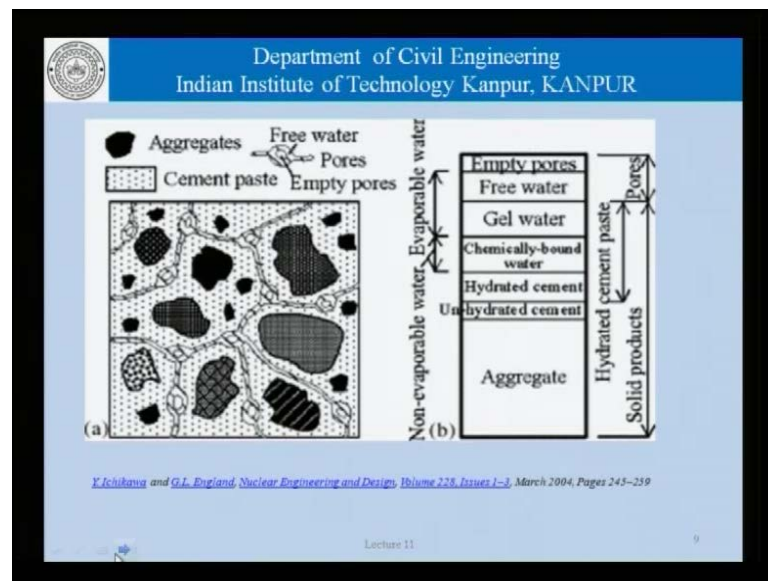 Department of Civil Engineering
Indian Institute of Technology Kanpur, KANPUR
Aggregates
Free water
Pores
Cement paste
Empty pores
(a)
Non-evaporable water
Evaporable water
Empty pores
Free water
Gel water
Chemically-bound
water
Hydrated cement
Un-hydrated cement
Aggregate
(b)
Hydrated cement paste
Pores
Solid products
Y. Ichikawa and G.L. England, Nuclear Engineering and Design, Volume 228, Issues 1–3, March 2004, Pages 245–259
Lecture 11
9